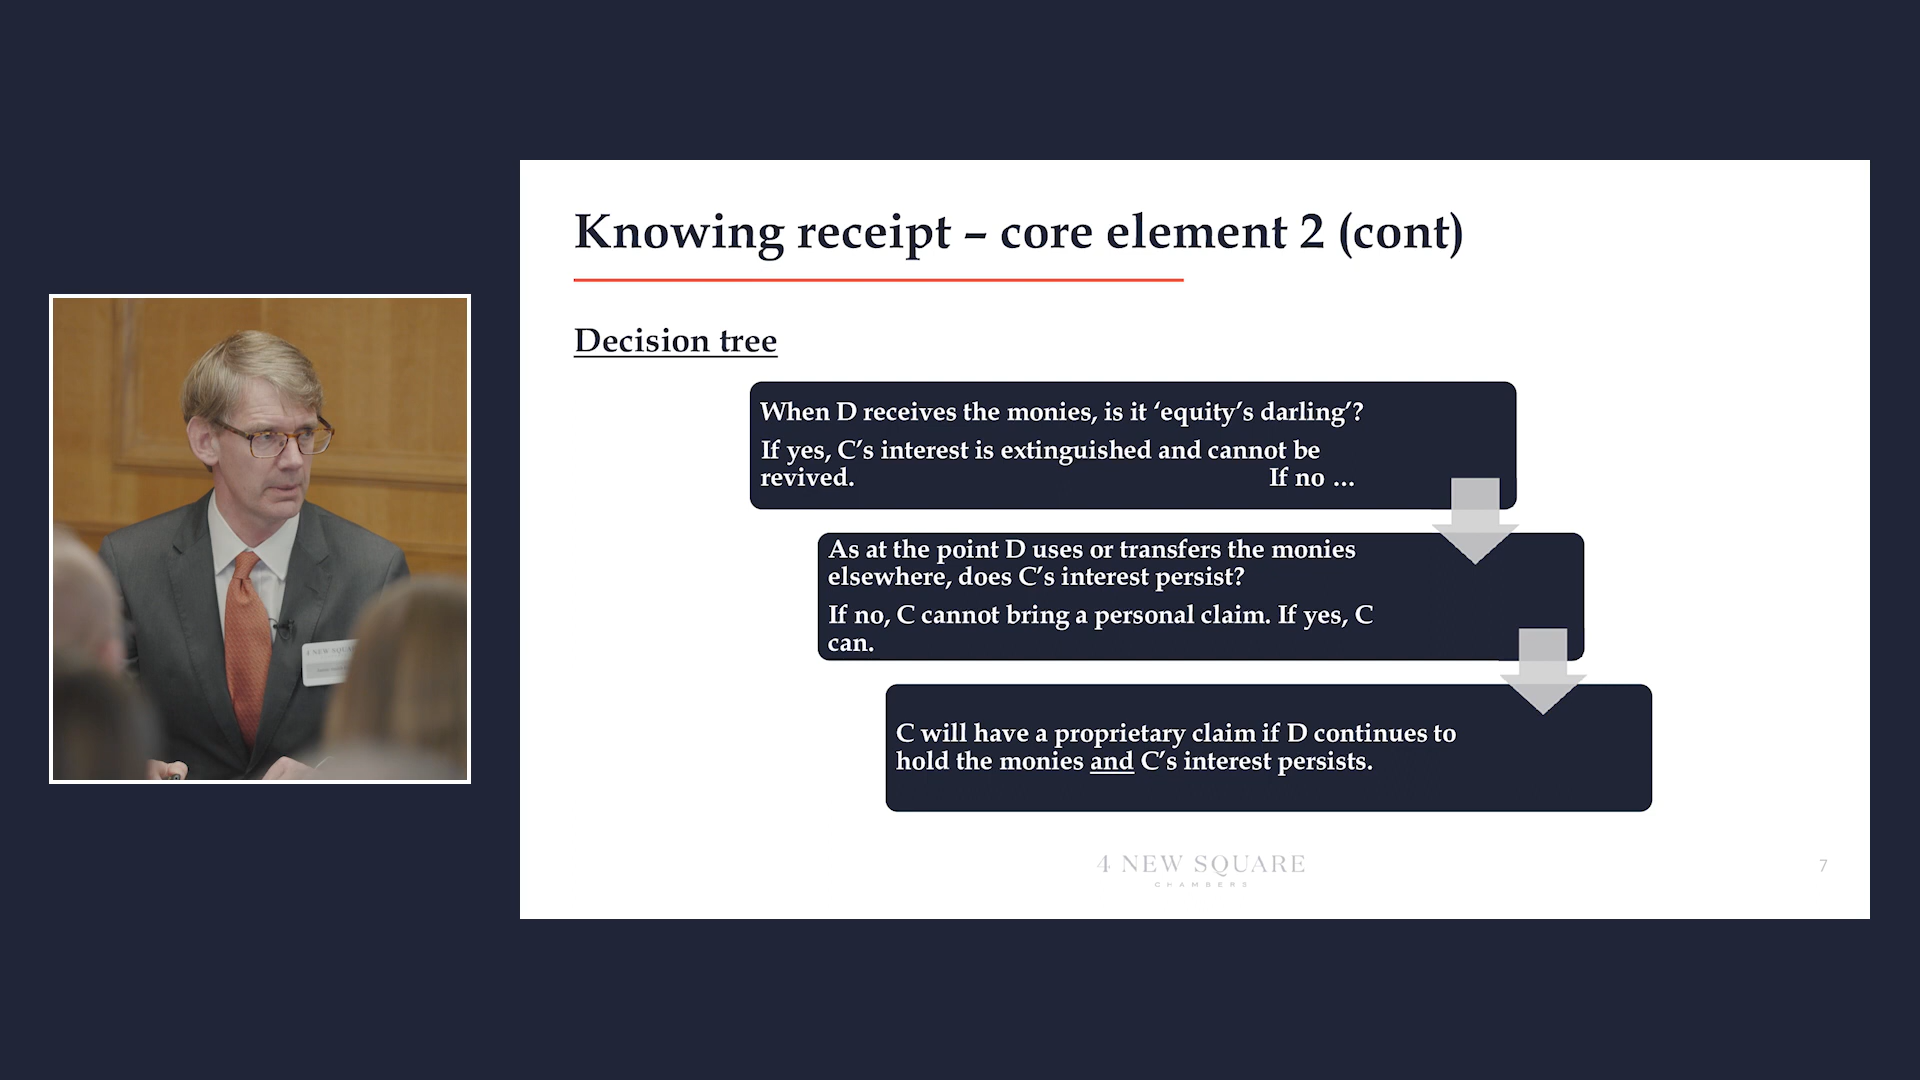 Knowing receipt – core element 2 (cont)
Decision tree
When D receives the monies, is it ‘equity’s darling’?
If yes, C’s interest is extinguished and cannot be
revived. If no …
As at the point D uses or transfers the monies
elsewhere, does C’s interest persist?
If no, C cannot bring a personal claim. If yes, C
can.
C will have a proprietary claim if D continues to
hold the monies and C’s interest persists.
4 NEW SQUARE
CHAMBERS
7
4 NEW SQUA